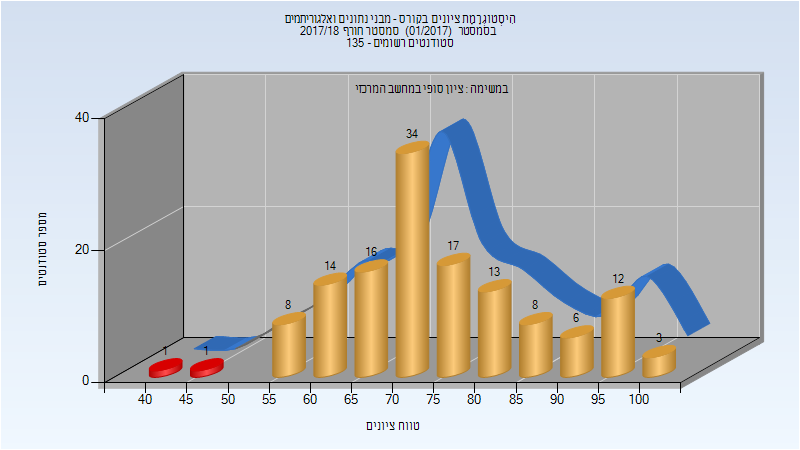 היסטוגרמת ציונים בקורס - מבני נתונים ואלגוריתמים
בסמסטר (01/2017) סמסטר חורף 2017/18
סטודנטים רשומים - 135
במשימה : ציון סופי במחשב המרכזי
מספר סטודנטים
40
20
0
1
1
8
14
16
34
17
13
8
6
12
3
40 45 50 55 60 65 70 75 80 85 90 95 100
טווח ציונים